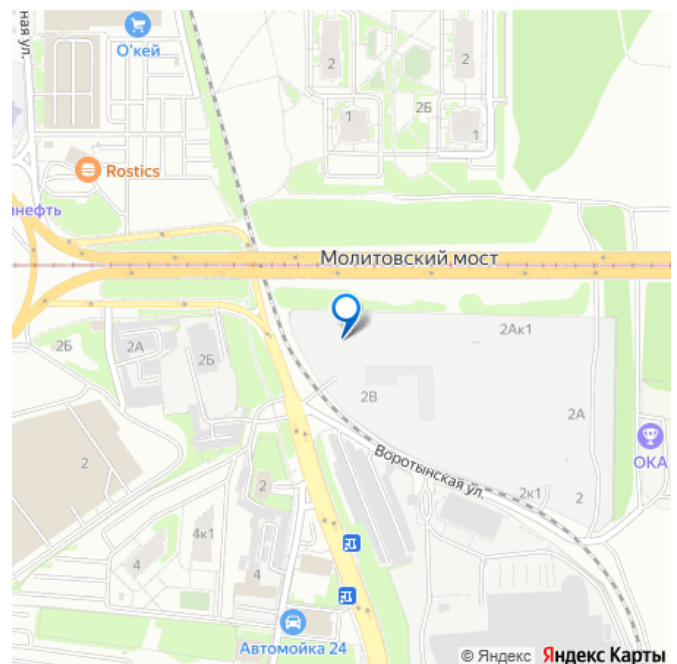 ная ул.
О'кей
2
2
2Б
1
1
Rostics
нефть
Молитовский мост
2Ак1
2Б
2А
2Б
2В
2А
ОКА
2
Воротынская ул.
2
2к1
2
4к1
4
4
Автомойка 24
© Яндекс Яндекс Карты